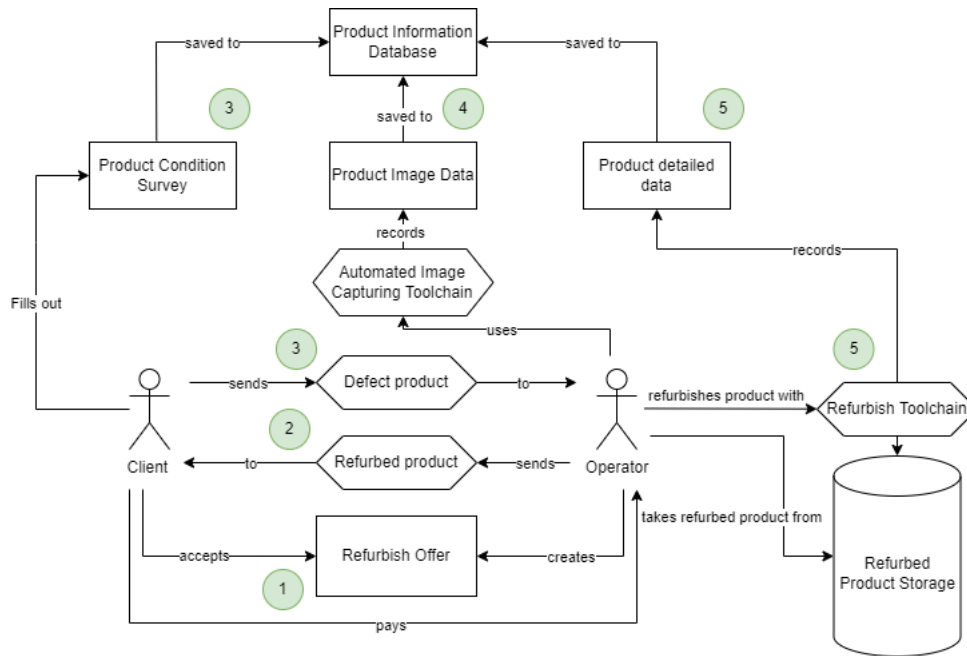 saved to
Product Information
Database
saved to
3
4
5
saved to
Product Condition
Survey
Product Image Data
Product detailed
data
records
records
Automated Image
Capturing Toolchain
Fills out
uses
3
5
sends
Defect product
to
refurbishes product with
Refurbish Toolchain
2
Client
to
Refurbed product
sends
Operator
takes refurbed product from
accepts
Refurbish Offer
creates
Refurbed
Product Storage
1
pays